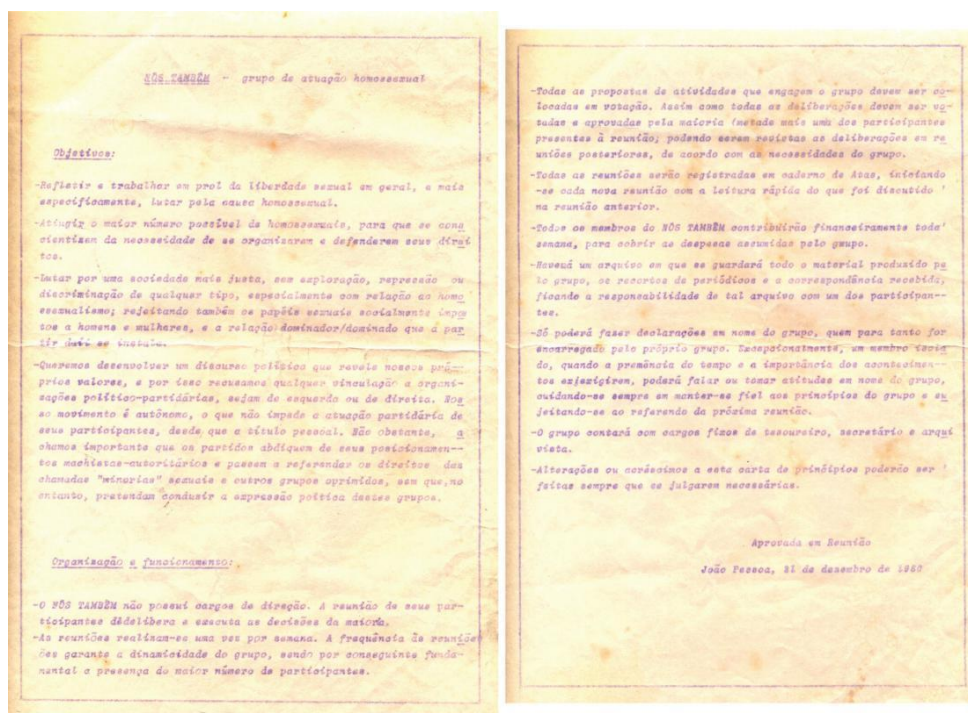 NÓS TAMBÉM - grupo de atuação homossexual
Objetivos:
-Refletir e trabalhar em prol da liberdade sexual em geral, e mais
especificamente, lutar pela causa homossexual.
-Atingir o maior número possível de homossexuais, para que se cons
cientizem da necessidade de se organizarem e defenderem seus direi
tos.
-Lutar por uma sociedade mais justa, sem exploração, repressão ou
discriminação de qualquer tipo, especialmente com relação ao homo
ssexualismo; rejeitando também os papéis sexuais socialmente impos
tos a homens e mulheres, e a relação dominador/dominado que a par
tir daí se instala.
-Queremos desenvolver um discurso político que revele nossos pró--
prios valores, e por isso recusamos qualquer vinculação a organi-
zações político-partidárias, sejam de esquerda ou de direita. Nos
so movimento é autônomo, o que não impede a atuação partidária de
seus participantes, desde que a título pessoal. Não obstante, a
chamos importante que os partidos abdiquem de seus posicionamen--
tos machistas-autoritários e passem a referendar os direitos das
chamadas "minorias" sexuais e outros grupos oprimidos, sem que,no
entanto, pretendam conduzir a expressão política destes grupos.
Organização e funcionamento:
-O NÓS TAMBÉM não possui cargos de direção. A reunião de seus par-
ticipantes dédelibera e executa as decisões da maioria.
-As reuniões realizam-se uma vez por semana. A frequência às reuniõe
ões garante a dinamicidade do grupo, sendo por conseguinte funda-
mental a presença do maior número de participantes.
-Todas as propostas de atividades que engagem o grupo devem ser co-
locadas em votação. Assim como todas as deliberações devem ser vo-
tadas e aprovadas pela maioria (metade mais uma dos participantes
presentes à reunião; podendo serem revistas as deliberações em re
uniões posteriores, de acordo com as necessidades do grupo.
-Todas as reuniões serão registradas em caderno de Atas, iniciando
-se cada nova reunião com a leitura rápida do que foi discutido '
na reunião anterior.
-Todos os membros do NÓS TAMBÉM contribuirão financeiramente toda'
semana, para cobrir as despesas assumidas pelo grupo.
-Haverá um arquivo em que se guardará todo o material produzido pe
lo grupo, os recortes de periódicos e a correspondência recebida,
ficando a responsabilidade de tal arquivo com um dos participan--
tes.
-Só poderá fazer declarações em nome do grupo, quem para tanto for
encarregado pelo próprio grupo. Excepcionalmente, um membro isola
do, quando a premência do tempo e a importância dos acontecimen--
tos exjexigirem, poderá falar ou tomar atitudes em nome do grupo,
cuidando-se sempre em manter-se fiel aos princípios do grupo e su
jeitando-se ao referendo da próxima reunião.
-O grupo contará com cargos fixos de tesoureiro, secretário e arqui
vista.
-Alterações ou acréscimos a esta carta de princípios poderão ser '
feitas sempre que se julgarem necessárias.
Aprovada em Reunião
João Pessoa, 21 de dezembro de 1980